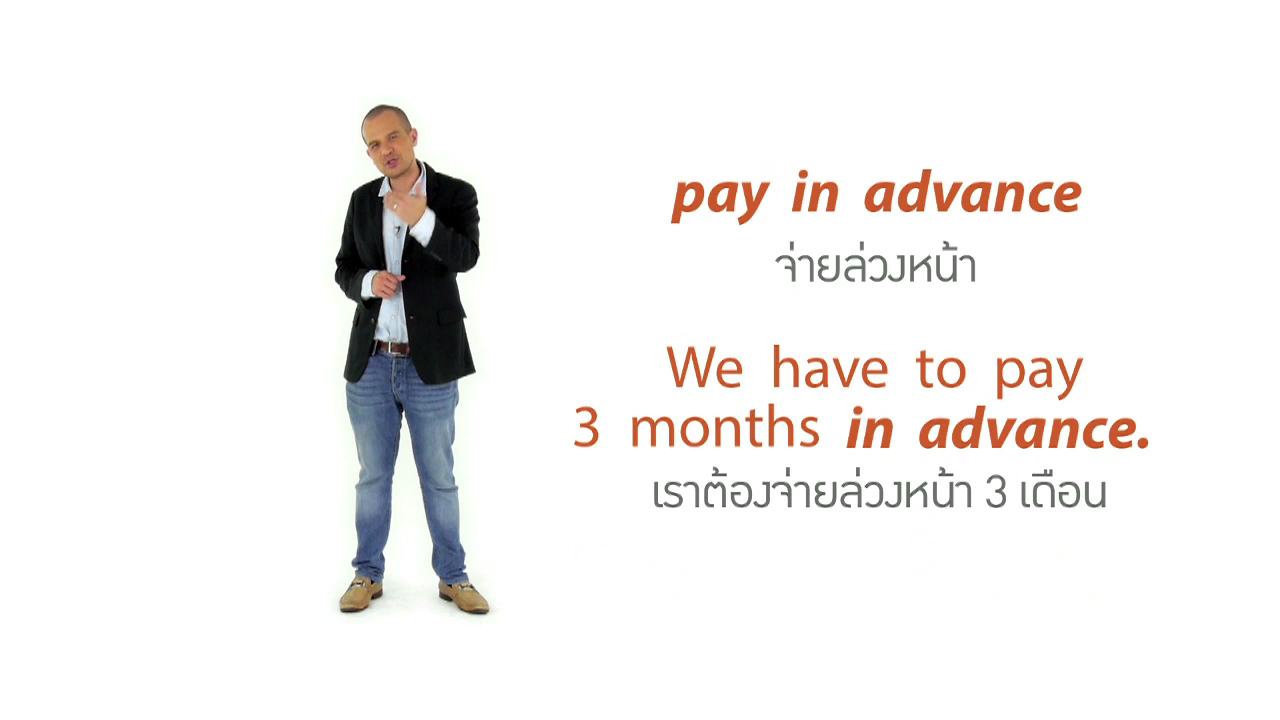 pay in advance
จ่ายล่วงหน้า
We have to pay
3 months in advance.
เราต้องจ่ายล่วงหน้า 3 เดือน